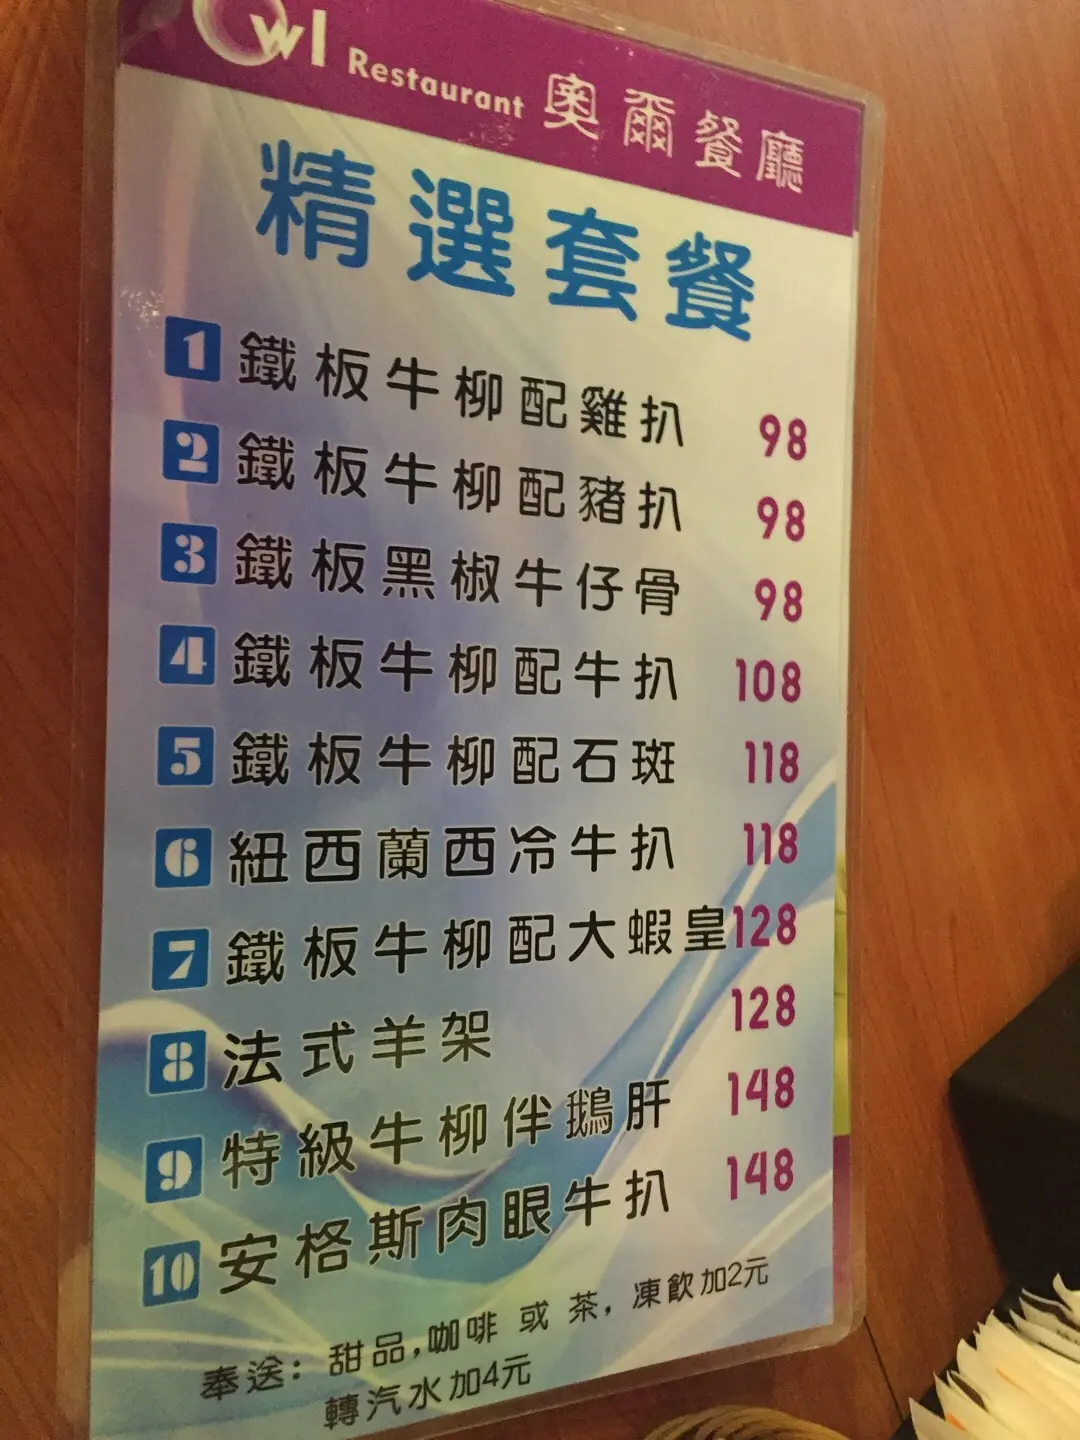 Owl Restaurant 奧爾餐廳
精選套餐
1 鐵板牛柳配雞扒 98
2 鐵板牛柳配豬扒 98
3 鐵板黑椒牛仔骨 98
4 鐵板牛柳配牛扒 108
5 鐵板牛柳配石斑 118
6 紐西蘭西冷牛扒 118
7 鐵板牛柳配大蝦皇 128
8 法式羊架 128
9 特級牛柳伴鵝肝 148
10 安格斯肉眼牛扒 148
奉送：甜品,咖啡 或 茶，凍飲加2元
轉汽水加4元